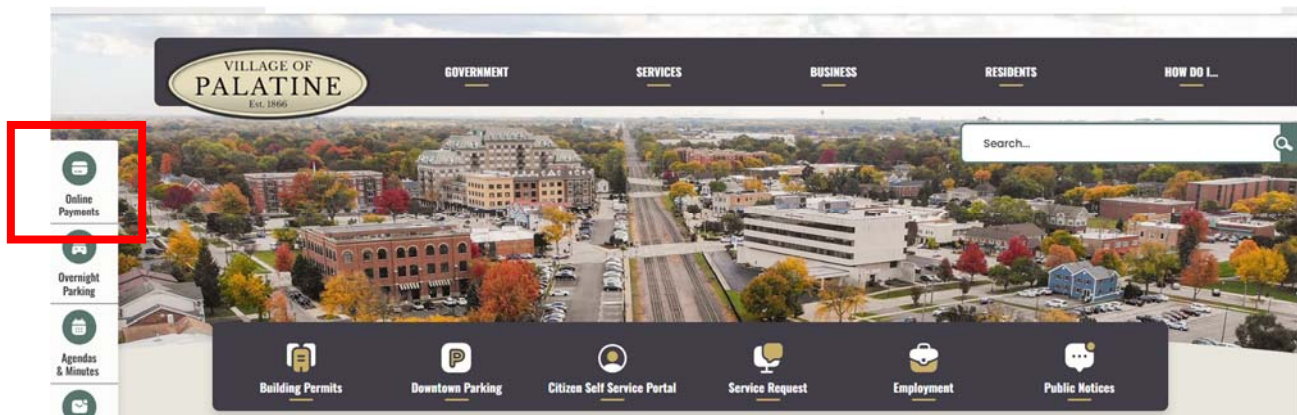 VILLAGE OF
PALATINE
Est. 1866
GOVERNMENT
SERVICES
BUSINESS
RESIDENTS
HOW DO I...
Search...
Online
Payments
Overnight
Parking
Agendas
& Minutes
Building Permits
Downtown Parking
Citizen Self Service Portal
Service Request
Employment
Public Notices